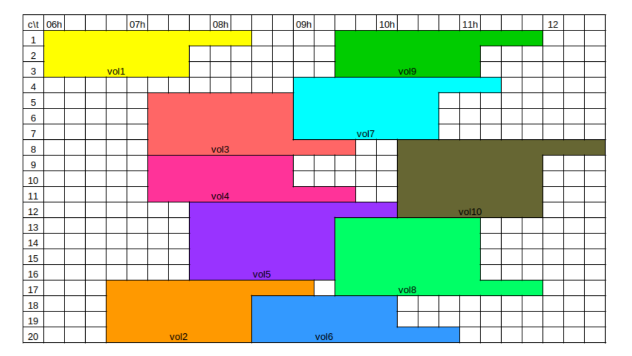 c\t 06h 07h 08h 09h 10h 11h 12
1
2
3 vol1 vol9
4
5
6
7 vol7
8 vol3
9
10
11 vol4
12 vol10
13
14
15
16 vol5
17 vol8
18
19
20 vol2 vol6